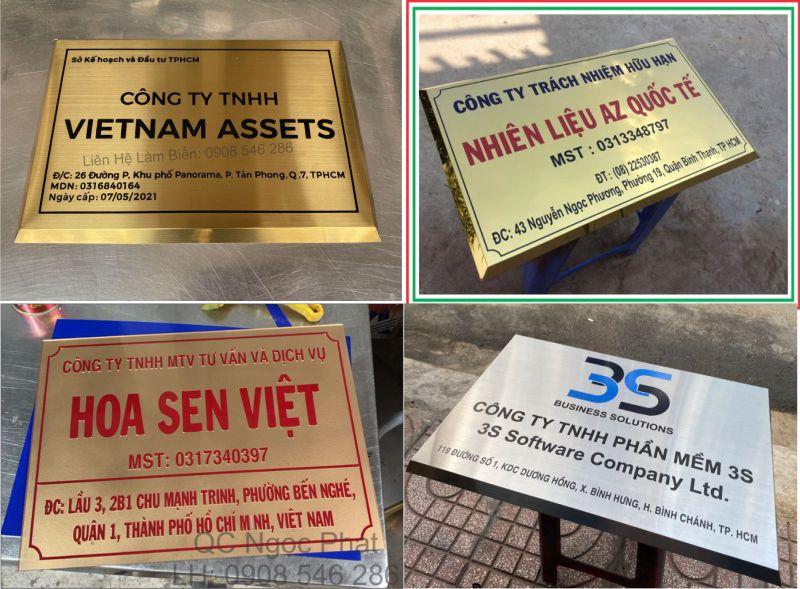 Sở Kế hoạch và Đầu tư TPHCM
CÔNG TY TNHH
VIETNAM ASSETS
Liên Hệ Làm Biển: 0908 546 286
Đ/C: 26 Đường P, Khu phố Panorama, P. Tân Phong, Q.7, TPHCM
MDN: 0316840164
Ngày cấp: 07/05/2021
CÔNG TY TRÁCH NHIỆM HỮU HẠN
NHIÊN LIỆU AZ QUỐC TẾ
MST : 0313348797
ĐT : (08) 22530387
ĐC: 43 Nguyễn Ngọc Phương, Phường 19, Quận Bình Thạnh, TP HCM
CÔNG TY TNHH MTV TƯ VẤN VÀ DỊCH VỤ
HOA SEN VIỆT
MST: 0317340397
ĐC: LẦU 3, 2B1 CHU MẠNH TRINH, PHƯỜNG BẾN NGHÉ,
QUẬN 1, THÀNH PHỐ HỒ CHÍ M NH, VIỆT NAM
QC Ngọc Phát
LH: 0908 546 286
3S
BUSINESS SOLUTIONS
CÔNG TY TNHH PHẦN MỀM 3S
3S Software Company Ltd.
119 ĐƯỜNG SỐ 1, KDC DƯƠNG HỒNG, X. BÌNH HƯNG, H. BÌNH CHÁNH, TP. HCM